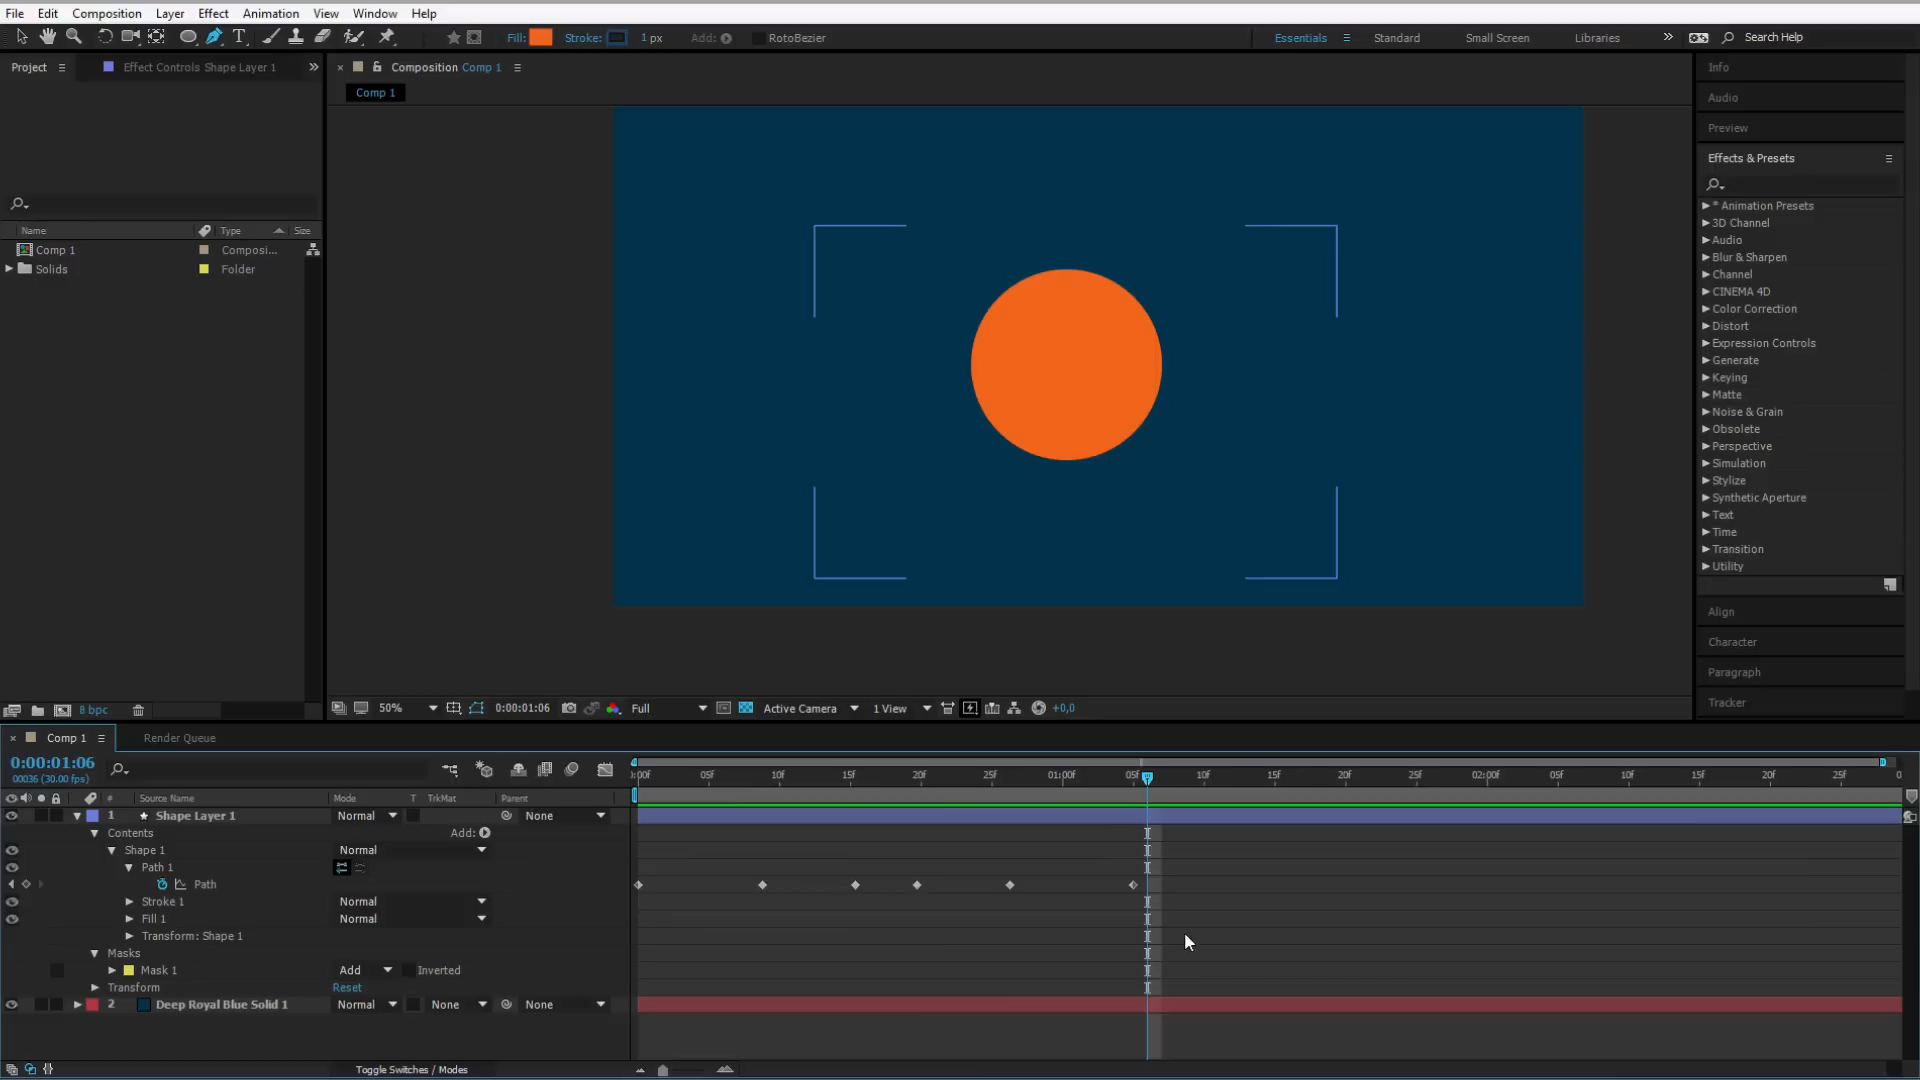 File Edit Composition Layer Effect Animation View Window Help
Fill: Stroke: 1 px Add: RotoBezier Essentials Standard Small Screen Libraries Search Help
Project Effect Controls Shape Layer 1 Composition Comp 1
Comp 1
Name Type Size
Comp 1 Composi...
Solids Folder
Info
Audio
Preview
Effects & Presets
* Animation Presets
3D Channel
Audio
Blur & Sharpen
Channel
CINEMA 4D
Color Correction
Distort
Expression Controls
Generate
Keying
Matte
Noise & Grain
Obsolete
Perspective
Simulation
Stylize
Synthetic Aperture
Text
Time
Transition
Utility
Align
Character
Paragraph
Tracker
8 bpc
50% 0:00:01:06 Full Active Camera 1 View +0,0
Comp 1 Render Queue
0:00:01:06
00036 (30.00 fps)
:00f 05f 10f 15f 20f 25f 01:00f 05f 10f 15f 20f 25f 02:00f 05f 10f 15f 20f 25f 0
# Source Name Mode T TrkMat Parent
1 Shape Layer 1 Normal None
Contents Add:
Shape 1 Normal
Path 1
Path
Stroke 1 Normal
Fill 1 Normal
Transform: Shape 1
Masks
Mask 1 Add Inverted
Transform Reset
2 Deep Royal Blue Solid 1 Normal None None
Toggle Switches / Modes